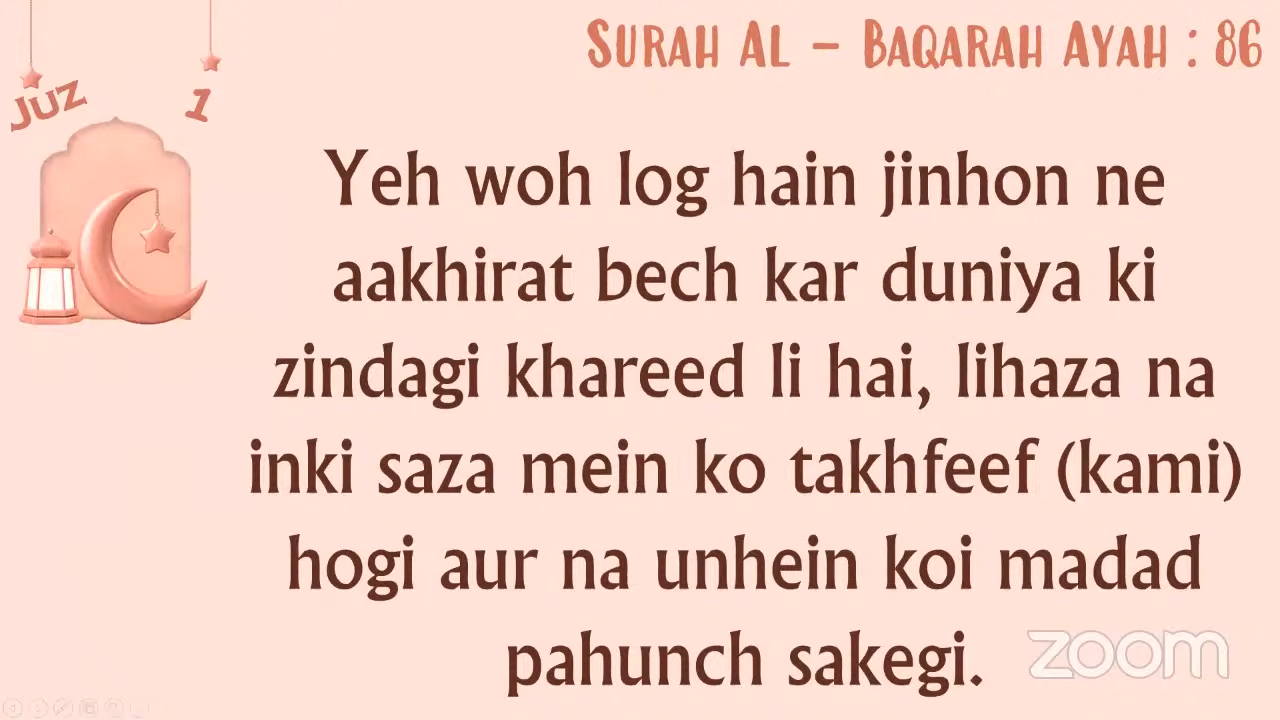 SURAH AL - BAQARAH AYAH : 86
JUZ 1
Yeh woh log hain jinhon ne
aakhirat bech kar duniya ki
zindagi khareed li hai, lihaza na
inki saza mein ko takhfeef (kami)
hogi aur na unhein koi madad
pahunch sakegi.
zoom